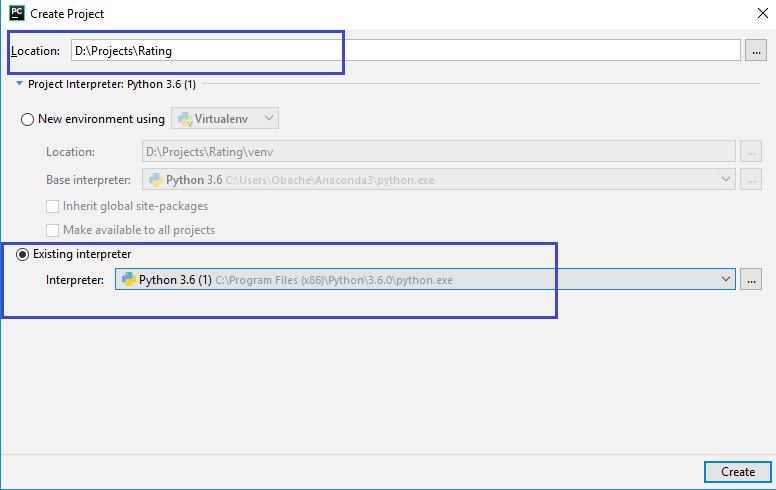 PC Create Project
Location: D:\Projects\Rating ...
Project Interpreter: Python 3.6 (1)
New environment using Virtualenv
Location: D:\Projects\Rating\venv ...
Base interpreter: Python 3.6 C:\Users\Obache\Anaconda3\python.exe ...
Inherit global site-packages
Make available to all projects
Existing interpreter
Interpreter: Python 3.6 (1) C:\Program Files (x86)\Python\3.6.0\python.exe ...
Create